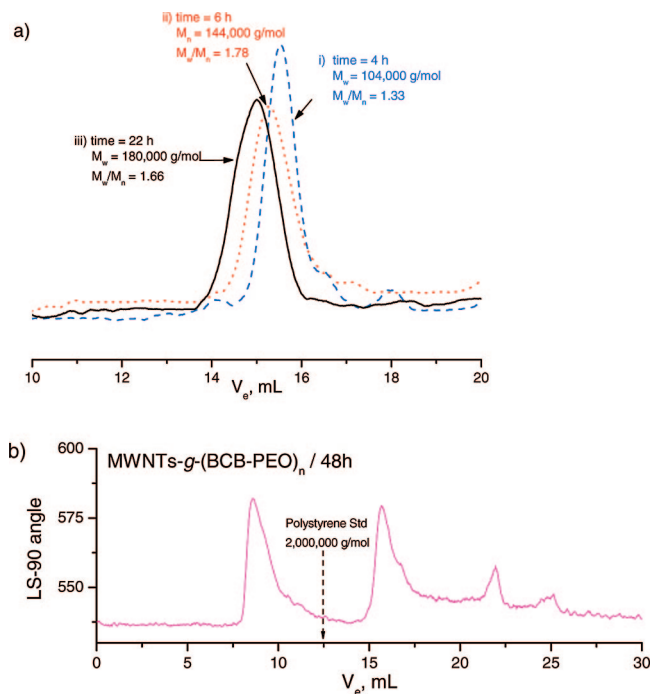 a)
ii) time = 6 h
Mn = 144,000 g/mol
Mw/Mn = 1.78
i) time = 4 h
Mw = 104,000 g/mol
Mw/Mn = 1.33
iii) time = 22 h
Mw = 180,000 g/mol
Mw/Mn = 1.66
10 12 14 16 18 20
Ve, mL
b)
600
MWNTs-g-(BCB-PEO)n / 48h
575
Polystyrene Std
2,000,000 g/mol
550
LS-90 angle
0 5 10 15 20 25 30
Ve, mL